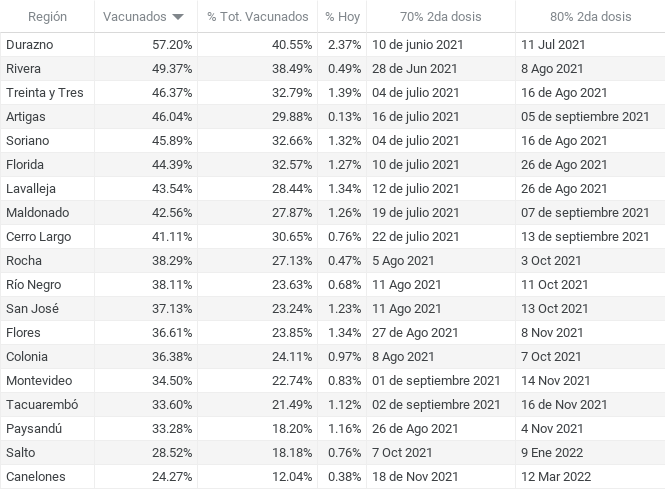 Región Vacunados % Tot. Vacunados % Hoy 70% 2da dosis 80% 2da dosis
Durazno 57.20% 40.55% 2.37% 10 de junio 2021 11 Jul 2021
Rivera 49.37% 38.49% 0.49% 28 de Jun 2021 8 Ago 2021
Treinta y Tres 46.37% 32.79% 1.39% 04 de julio 2021 16 de Ago 2021
Artigas 46.04% 29.88% 0.13% 16 de julio 2021 05 de septiembre 2021
Soriano 45.89% 32.66% 1.32% 04 de julio 2021 16 de Ago 2021
Florida 44.39% 32.57% 1.27% 10 de julio 2021 26 de Ago 2021
Lavalleja 43.54% 28.44% 1.34% 12 de julio 2021 26 de Ago 2021
Maldonado 42.56% 27.87% 1.26% 19 de julio 2021 07 de septiembre 2021
Cerro Largo 41.11% 30.65% 0.76% 22 de julio 2021 13 de septiembre 2021
Rocha 38.29% 27.13% 0.47% 5 Ago 2021 3 Oct 2021
Río Negro 38.11% 23.63% 0.68% 11 Ago 2021 11 Oct 2021
San José 37.13% 23.24% 1.23% 11 Ago 2021 13 Oct 2021
Flores 36.61% 23.85% 1.34% 27 de Ago 2021 8 Nov 2021
Colonia 36.38% 24.11% 0.97% 8 Ago 2021 7 Oct 2021
Montevideo 34.50% 22.74% 0.83% 01 de septiembre 2021 14 Nov 2021
Tacuarembó 33.60% 21.49% 1.12% 02 de septiembre 2021 16 de Nov 2021
Paysandú 33.28% 18.20% 1.16% 26 de Ago 2021 4 Nov 2021
Salto 28.52% 18.18% 0.76% 7 Oct 2021 9 Ene 2022
Canelones 24.27% 12.04% 0.38% 18 de Nov 2021 12 Mar 2022